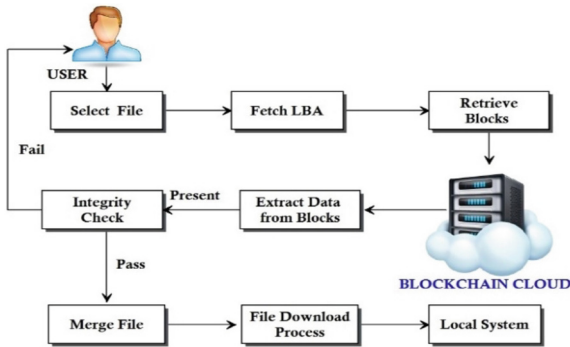 USER
Select File
Fetch LBA
Retrieve
Blocks
Fail
Integrity
Check
Present
Extract Data
from Blocks
BLOCKCHAIN CLOUD
Pass
Merge File
File Download
Process
Local System